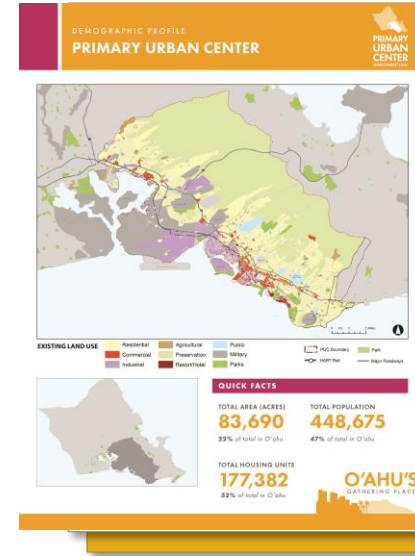 DEMOGRAPHIC PROFILE
PRIMARY URBAN CENTER
PRIMARY
URBAN
CENTER
DEVELOPMENT PLAN
EXISTING LAND USE
Residential
Commercial
Industrial
Agricultural
Preservation
Resort/Hotel
Public
Military
Parks
PUC Boundary
HART Rail
Park
Major Roadways
QUICK FACTS
TOTAL AREA (ACRES)
83,690
22% of total in O'ahu
TOTAL POPULATION
448,675
47% of total in O'ahu
TOTAL HOUSING UNITS
177,382
52% of total in O'ahu
O'AHU'S
GATHERING PLACE